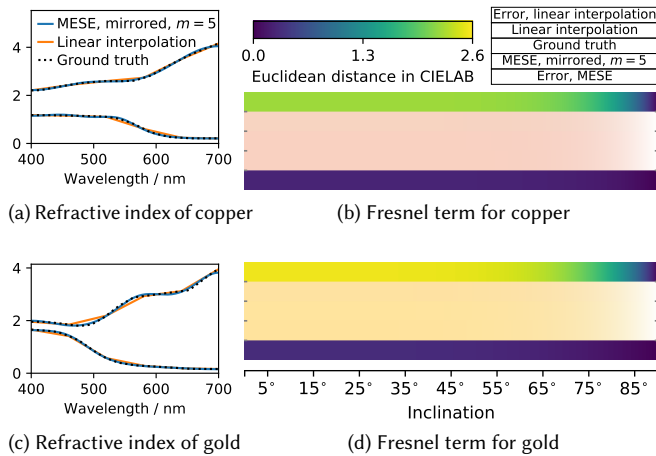 MESE, mirrored, m = 5
Linear interpolation
Ground truth
4
2
0
400 500 600 700
Wavelength / nm
(a) Refractive index of copper
0.0 1.3 2.6
Euclidean distance in CIELAB
Error, linear interpolation
Linear interpolation
Ground truth
MESE, mirrored, m = 5
Error, MESE
(b) Fresnel term for copper
4
2
0
400 500 600 700
Wavelength / nm
(c) Refractive index of gold
5° 15° 25° 35° 45° 55° 65° 75° 85°
Inclination
(d) Fresnel term for gold